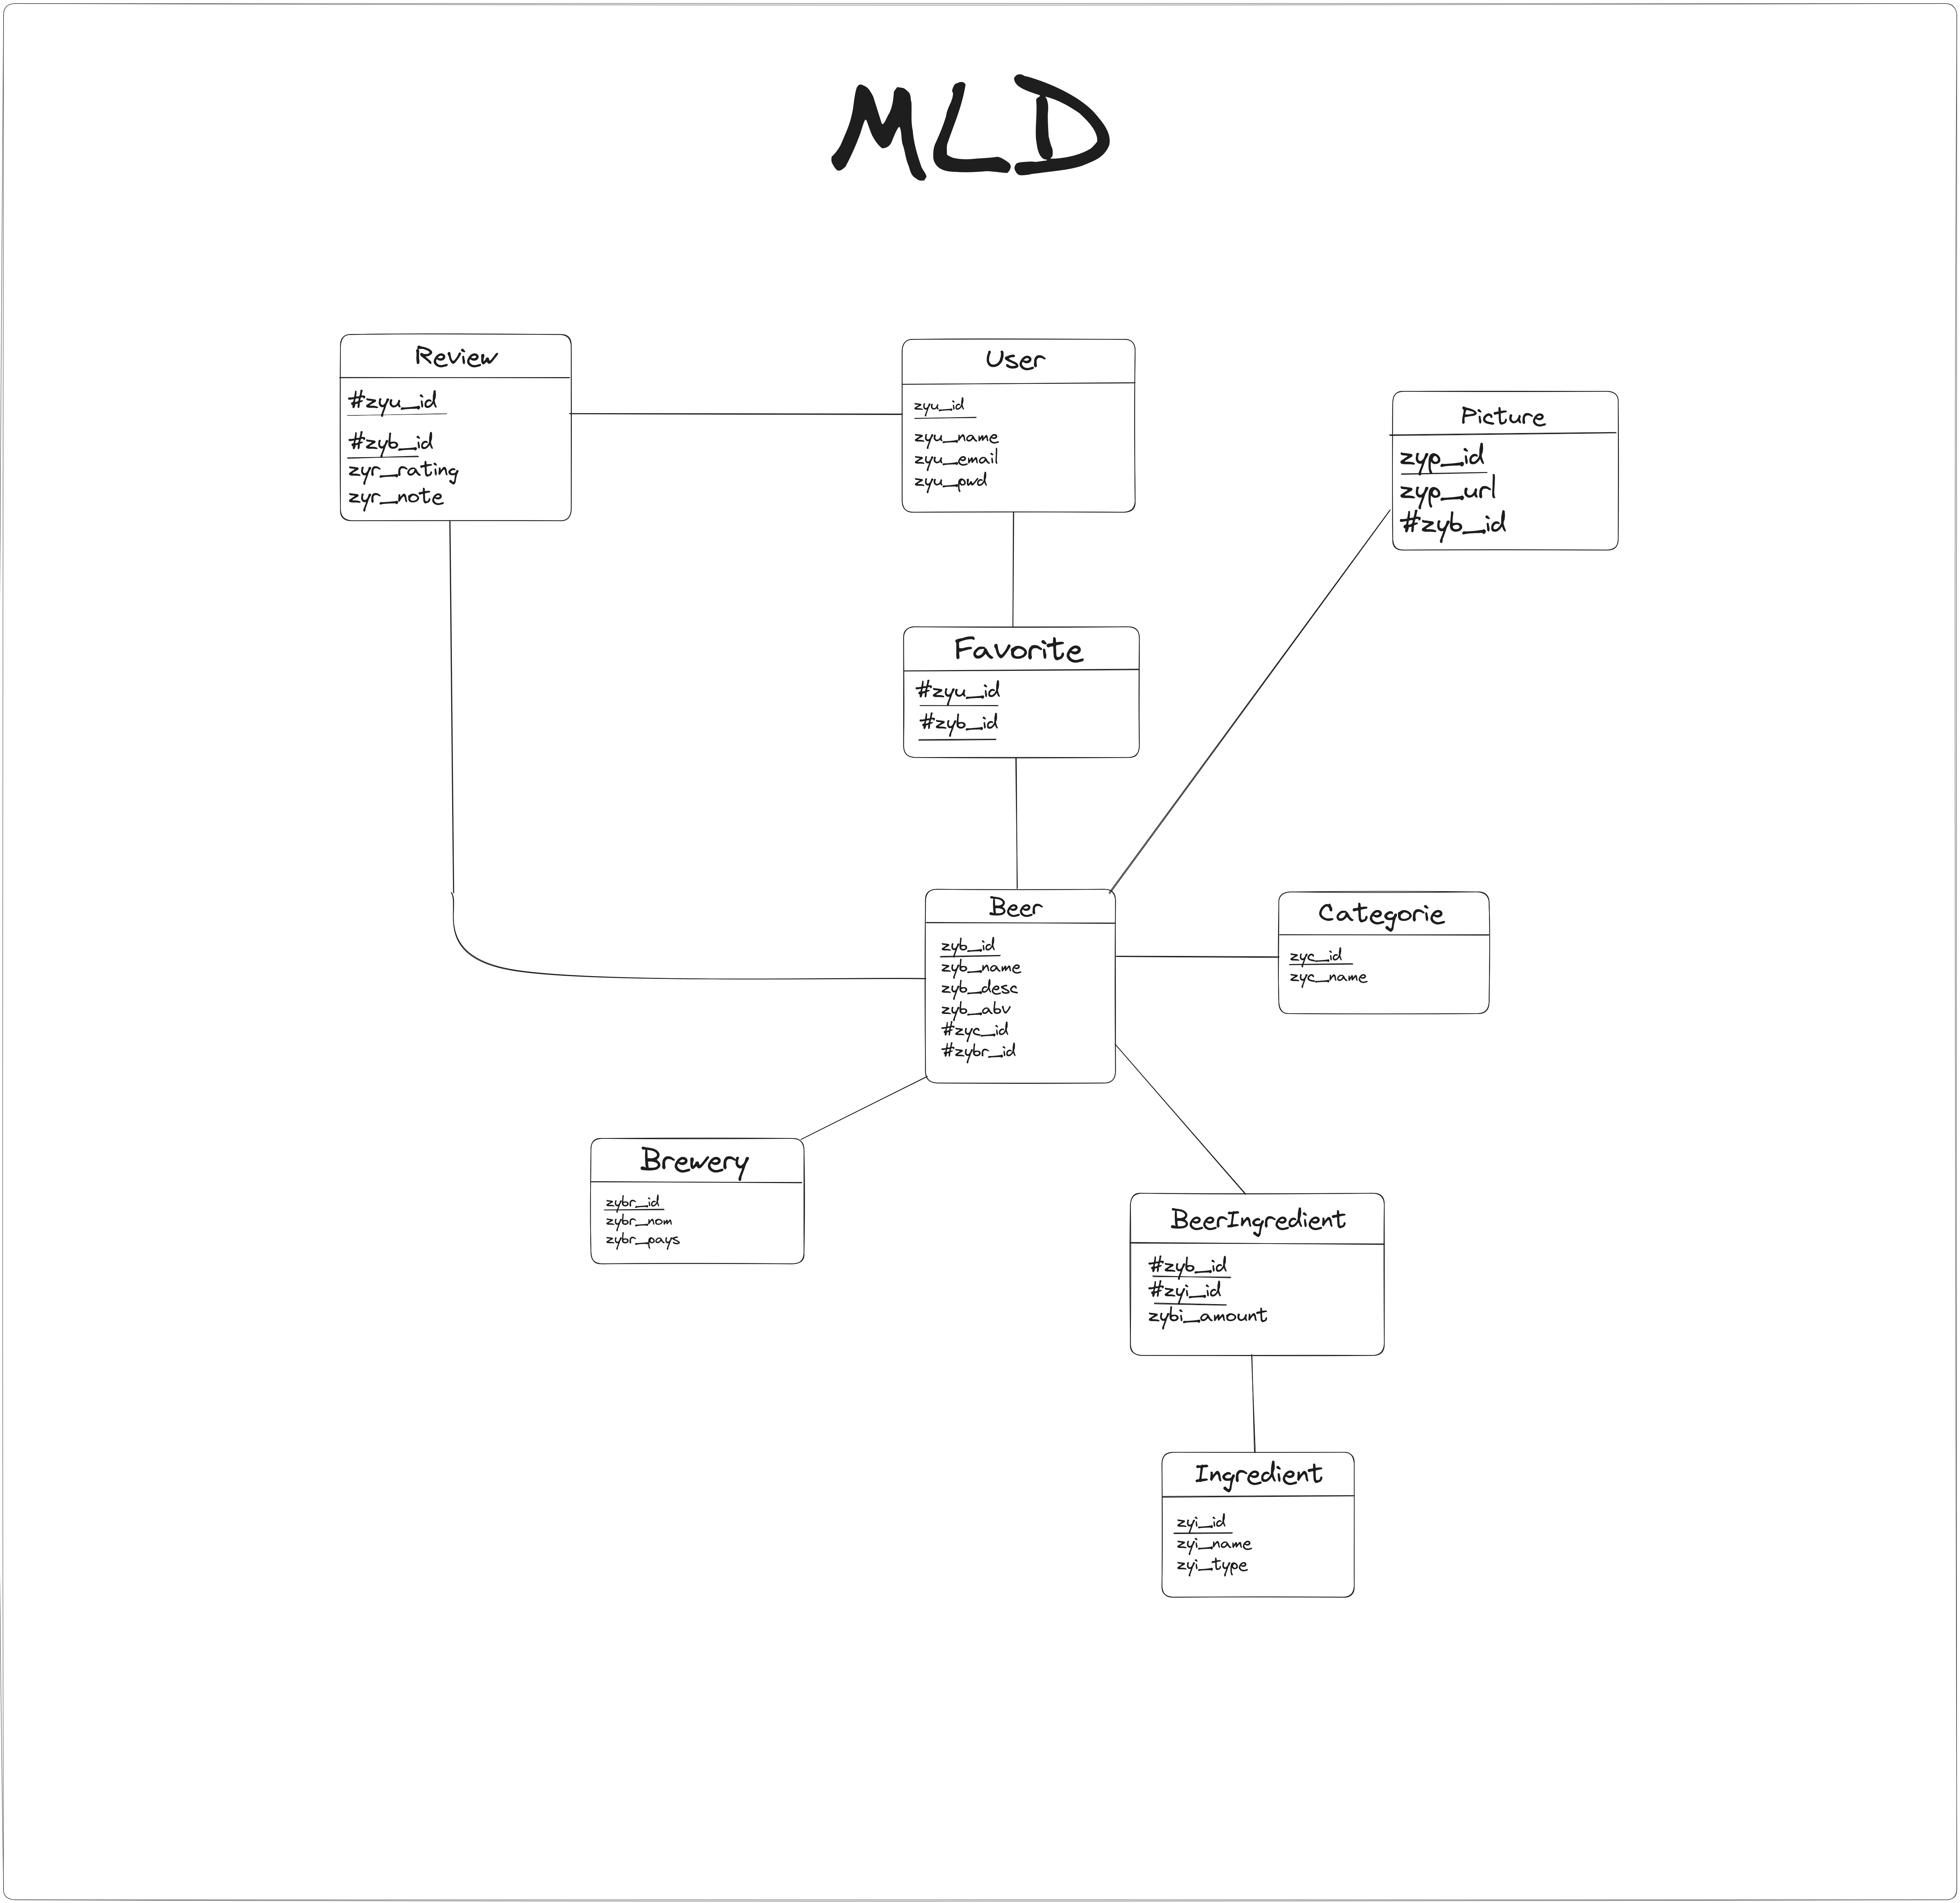 MLD
Review
#zyu_id
#zyb_id
zyr_rating
zyr_note
User
zyu_id
zyu_name
zyu_email
zyu_pwd
Picture
zyp_id
zyp_url
#zyb_id
Favorite
#zyu_id
#zyb_id
Beer
zyb_id
zyb_name
zyb_desc
zyb_abv
#zyc_id
#zybr_id
Categorie
zyc_id
zyc_name
Brewery
zybr_id
zybr_nom
zybr_pays
BeerIngredient
#zyb_id
#zyi_id
zybi_amount
Ingredient
zyi_id
zyi_name
zyi_type